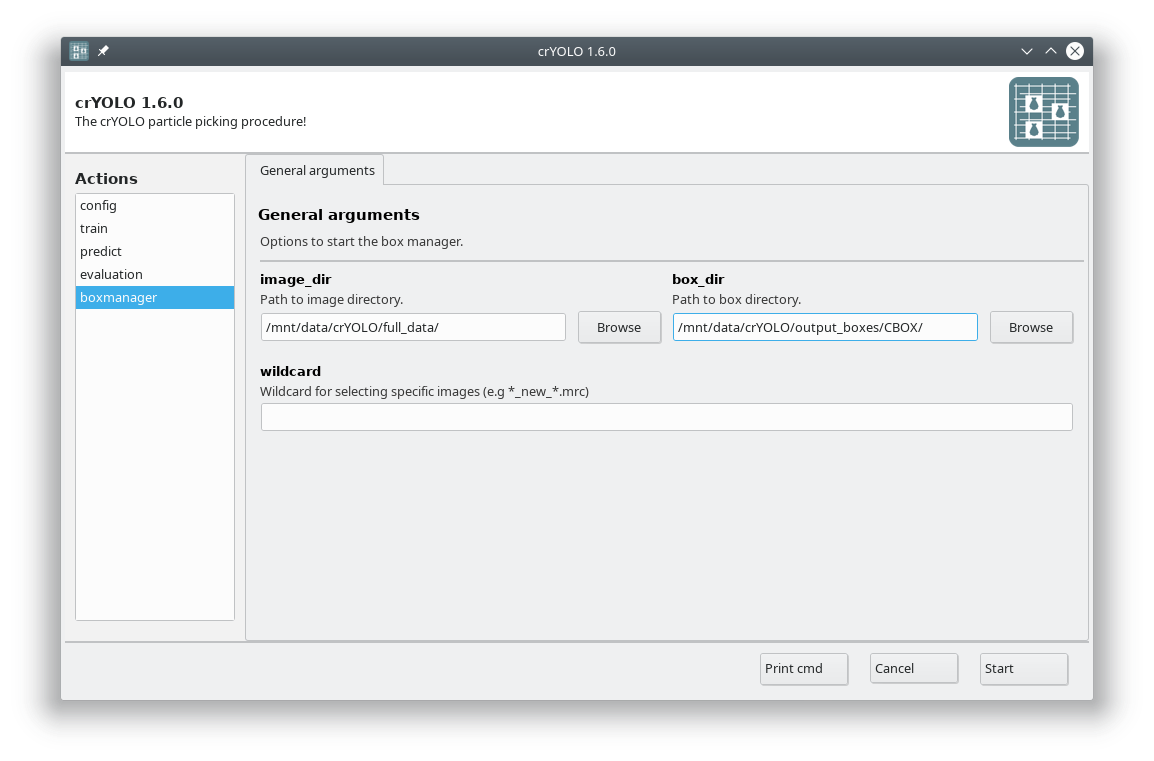 crYOLO 1.6.0
crYOLO 1.6.0
The crYOLO particle picking procedure!
Actions
config
train
predict
evaluation
boxmanager
General arguments
General arguments
Options to start the box manager.
image_dir
Path to image directory.
/mnt/data/crYOLO/full_data/
Browse
box_dir
Path to box directory.
/mnt/data/crYOLO/output_boxes/CBOX/
Browse
wildcard
Wildcard for selecting specific images (e.g *_new_*.mrc)
Print cmd
Cancel
Start